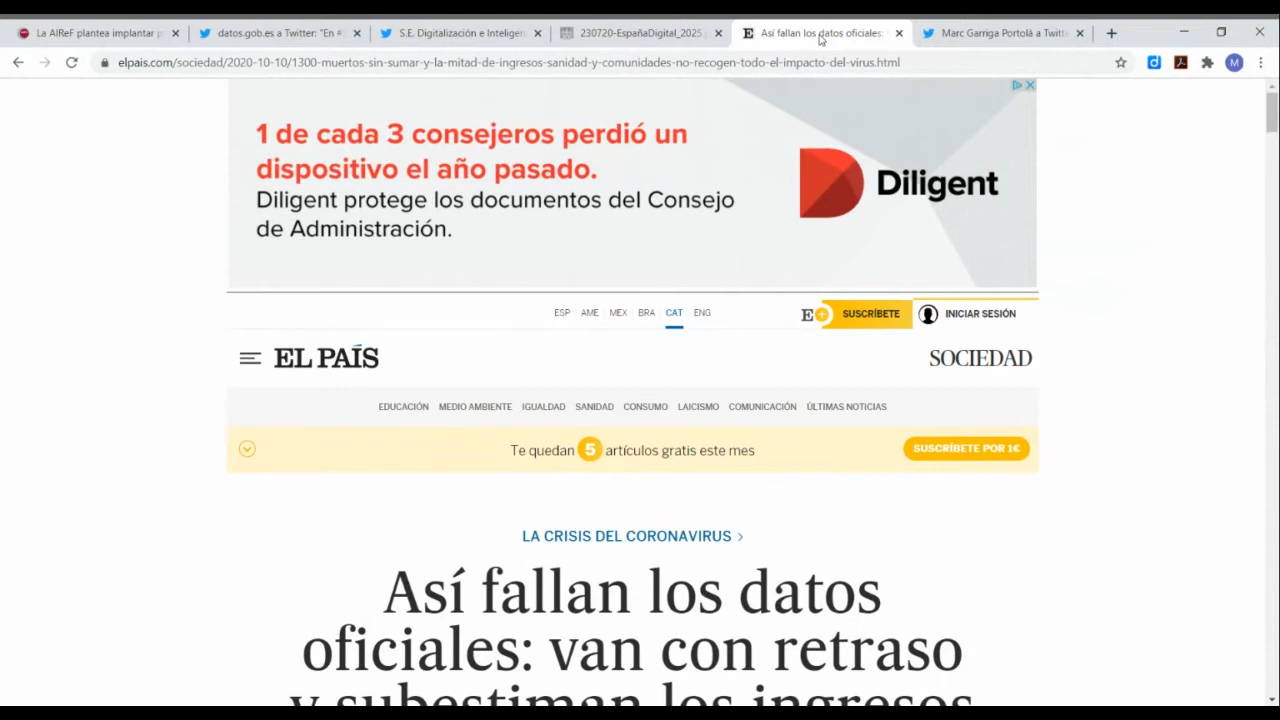 La AIReF plantea implantar p
datos.gob.es a Twitter: "En #
S.E. Digitalización e Inteligen
230720-EspañaDigital_2025.p
Así fallan los datos oficiales:
Marc Garriga Portolà a Twitte
elpais.com/sociedad/2020-10-10/1300-muertos-sin-sumar-y-la-mitad-de-ingresos-sanidad-y-comunidades-no-recogen-todo-el-impacto-del-virus.html
M
1 de cada 3 consejeros perdió un
dispositivo el año pasado.
Diligent protege los documentos del Consejo
de Administración.
Diligent
ESP AME MEX BRA CAT ENG
E+ SUSCRÍBETE
INICIAR SESIÓN
EL PAÍS
SOCIEDAD
EDUCACIÓN MEDIO AMBIENTE IGUALDAD SANIDAD CONSUMO LAICISMO COMUNICACIÓN ÚLTIMAS NOTICIAS
Te quedan 5 artículos gratis este mes
SUSCRÍBETE POR 1€
LA CRISIS DEL CORONAVIRUS >
Así fallan los datos
oficiales: van con retraso
y subestiman los ingresos